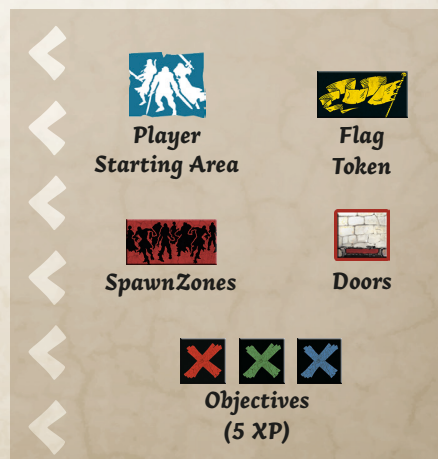 Player
Starting Area
Flag
Token
SpawnZones
Doors
Objectives
(5 XP)